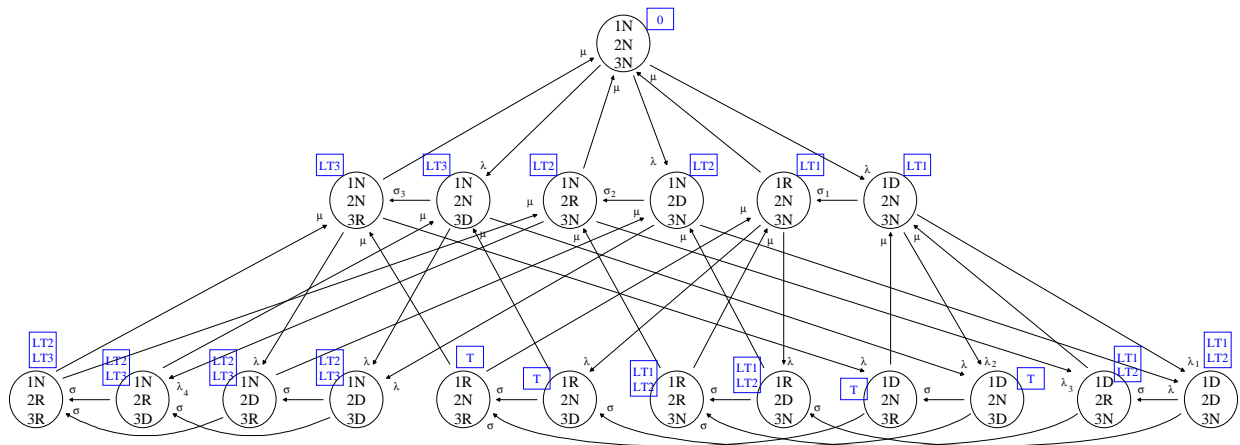 0
1N
2N
3N
μ
μ
μ
λ
λ
λ
LT3
LT3
LT2
LT2
LT1
LT1
1N
2N
3R
σ3
1N
2N
3D
1N
2R
3N
σ2
1N
2D
3N
1R
2N
3N
σ1
1D
2N
3N
μ
μ
μ
μ
μ
μ
μ
μ
μ
μ
μ
μ
LT2
LT3
LT2
LT3
LT2
LT3
LT2
LT3
T
T
LT1
LT2
LT1
LT2
T
T
LT1
LT2
LT1
LT2
λ4
λ
λ
λ
λ
λ
λ
λ
λ2
λ3
λ
λ1
1N
2R
3R
σ
1N
2R
3D
σ
1N
2D
3R
σ
1N
2D
3D
σ
1R
2N
3R
σ
1R
2N
3D
σ
1R
2R
3N
σ
1R
2D
3N
σ
1D
2N
3R
σ
1D
2N
3D
σ
1D
2R
3N
σ
1D
2D
3N
σ